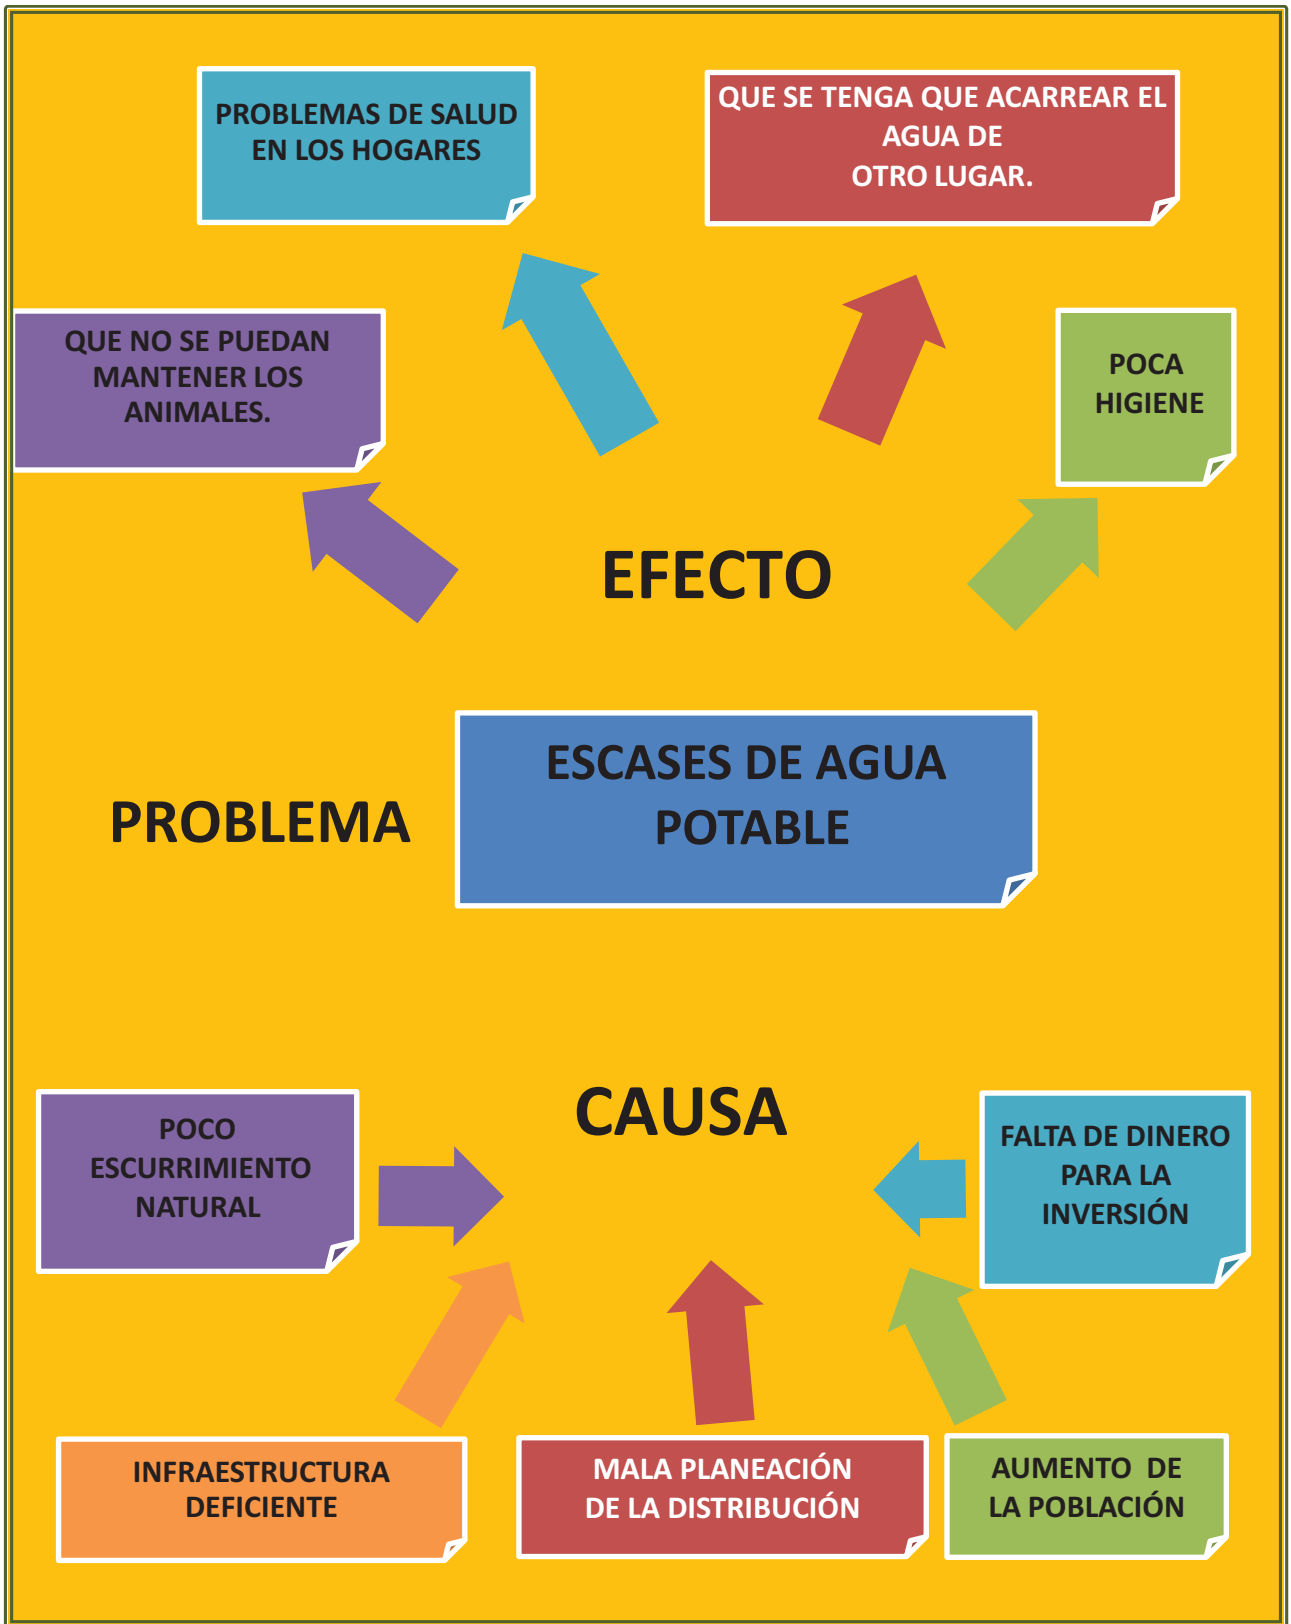 PROBLEMAS DE SALUD
EN LOS HOGARES
QUE SE TENGA QUE ACARREAR EL
AGUA DE
OTRO LUGAR.
QUE NO SE PUEDAN
MANTENER LOS
ANIMALES.
POCA
HIGIENE
EFECTO
PROBLEMA
ESCASES DE AGUA
POTABLE
CAUSA
POCO
ESCURRIMIENTO
NATURAL
FALTA DE DINERO
PARA LA
INVERSIÓN
INFRAESTRUCTURA
DEFICIENTE
MALA PLANEACIÓN
DE LA DISTRIBUCIÓN
AUMENTO DE
LA POBLACIÓN